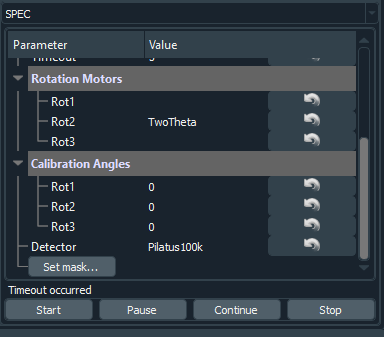 SPEC
Parameter Value
Timeout
Rotation Motors
Rot1
Rot2 TwoTheta
Rot3
Calibration Angles
Rot1 0
Rot2 0
Rot3 0
Detector Pilatus100k
Set mask...
Timeout occurred
Start Pause Continue Stop